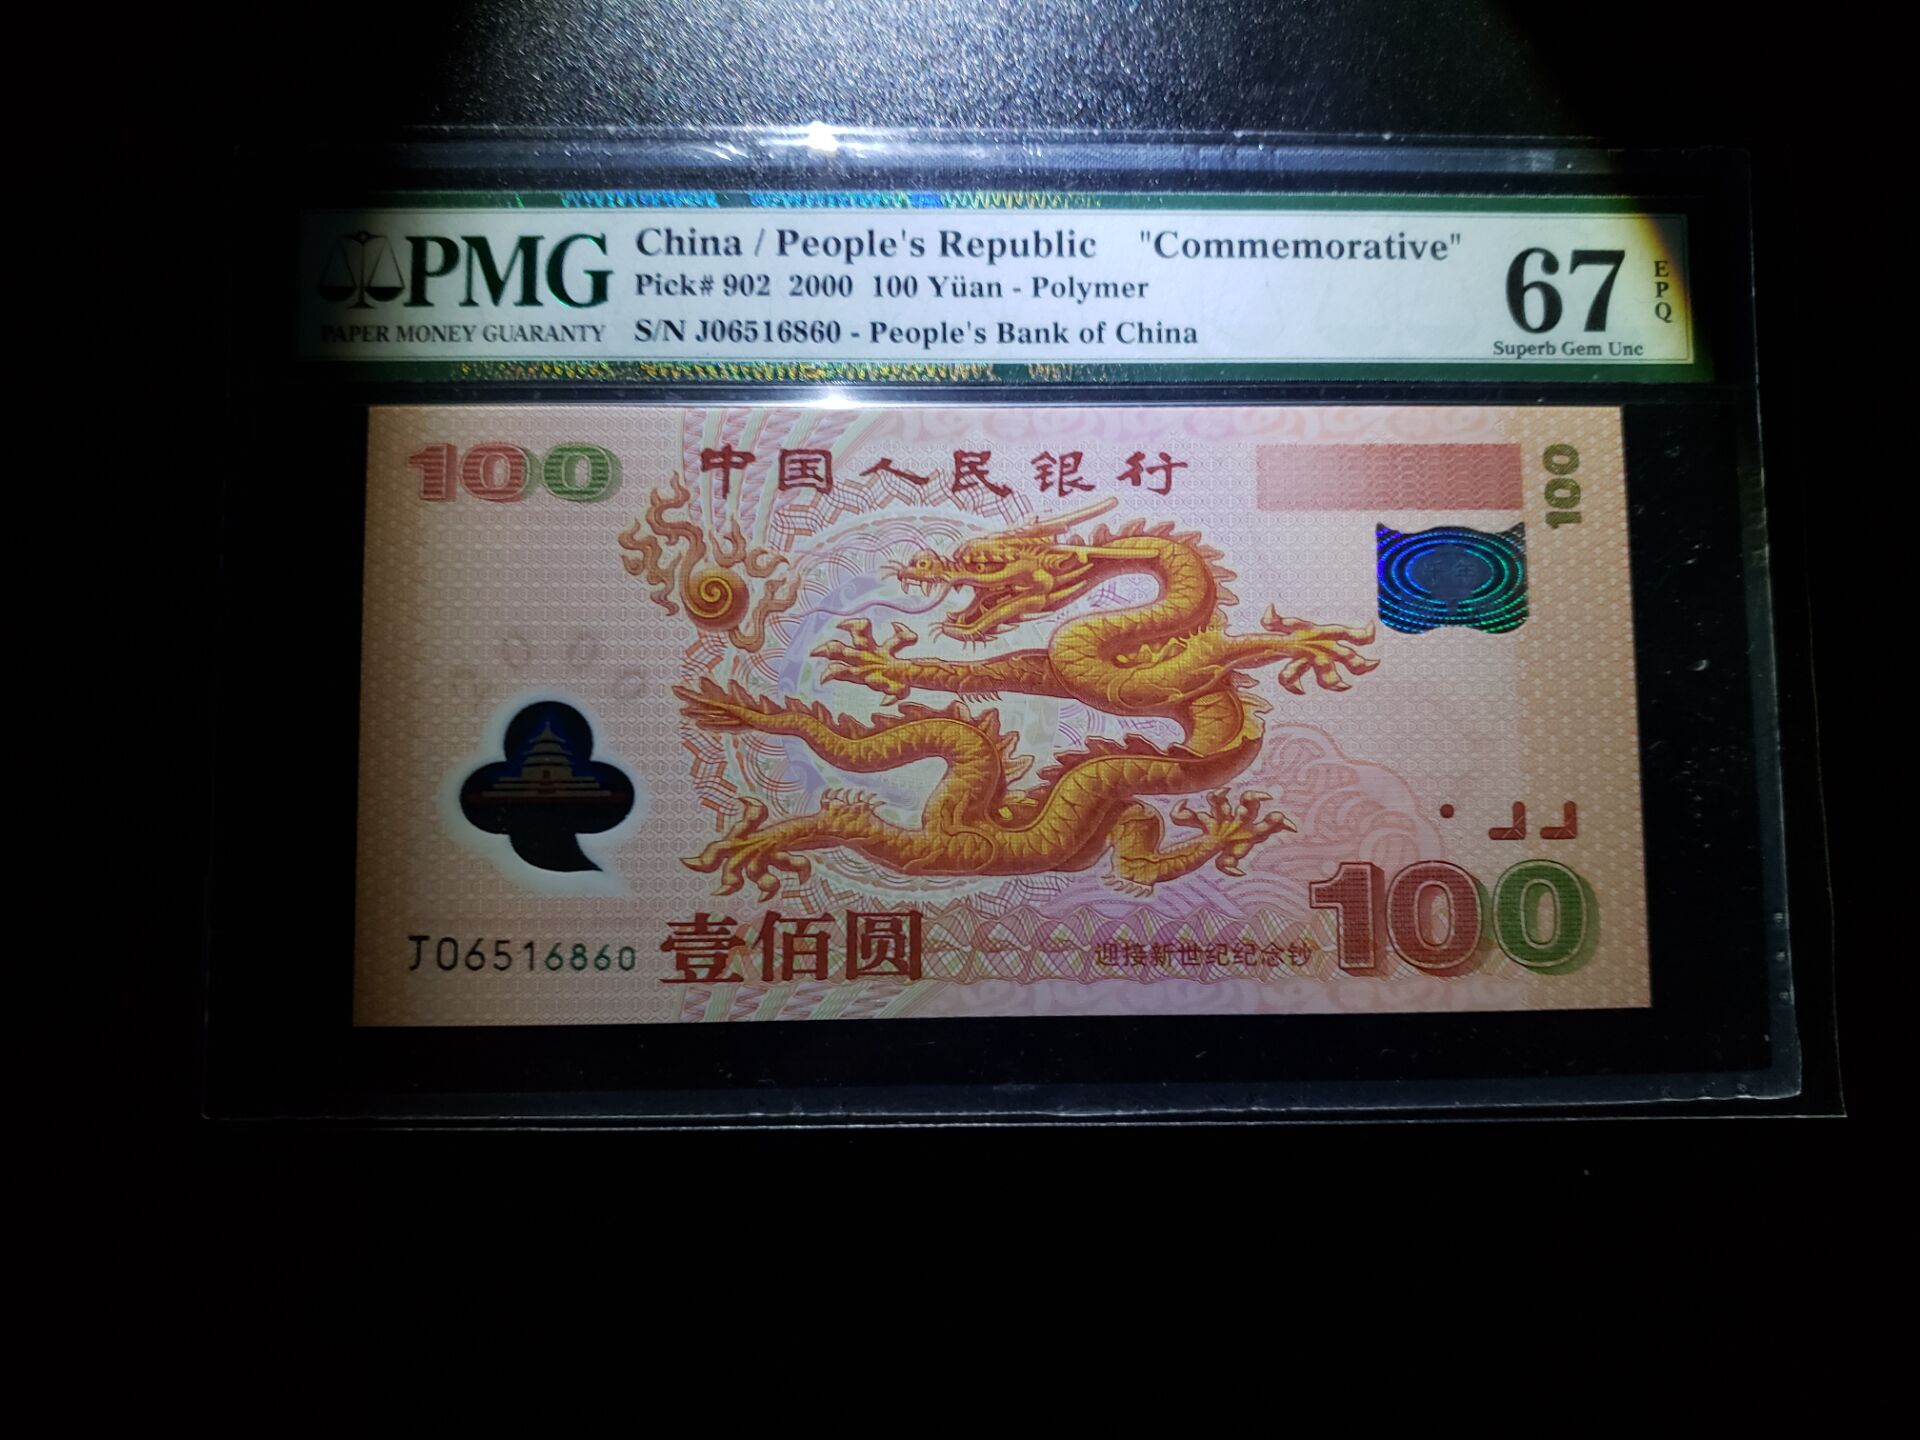 PMG
PAPER MONEY GUARANTY
China / People's Republic "Commemorative"
Pick# 902 2000 100 Yüan - Polymer
S/N J06516860 - People's Bank of China
67
EPQ
Superb Gem Unc
100
中国人民银行
100
千年
J06516860
壹佰圆
迎接新世纪纪念钞
100